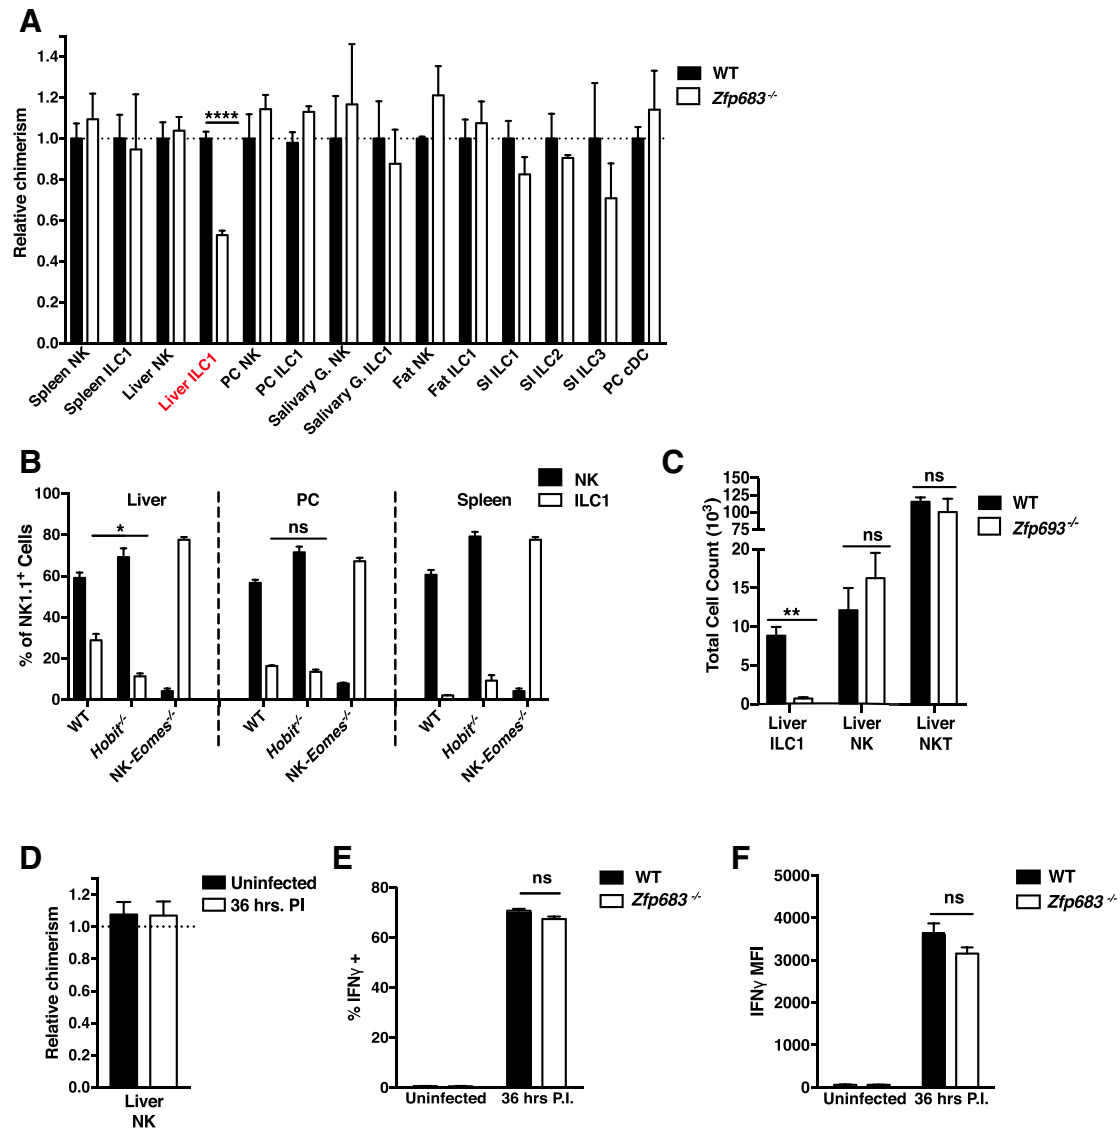 A
Relative chimerism
1.4
1.2
1.0
0.8
0.6
0.4
0.2
0.0
****
WT
Zfp683-/-
Spleen NK
Spleen ILC1
Liver NK
Liver ILC1
PC NK
PC ILC1
Salivary G. NK
Salivary G. ILC1
Fat NK
Fat ILC1
SI ILC1
SI ILC2
SI ILC3
PC cDC
B
% of NK1.1+ Cells
100
80
60
40
20
0
Liver
PC
Spleen
*
ns
NK
ILC1
WT
Hobit-/-
NK-Eomes-/-
WT
Hobit-/-
NK-Eomes-/-
WT
Hobit-/-
NK-Eomes-/-
C
Total Cell Count (10³)
150
125
100
75
20
15
10
5
0
**
ns
ns
WT
Zfp693-/-
Liver ILC1
Liver NK
Liver NKT
D
Relative chimerism
1.2
1.0
0.8
0.6
0.4
0.2
0.0
Uninfected
36 hrs. PI
Liver
NK
E
% IFNγ +
80
60
40
20
0
ns
WT
Zfp683 -/-
Uninfected
36 hrs P.I.
F
IFNγ MFI
5000
4000
3000
2000
1000
0
ns
WT
Zfp683 -/-
Uninfected
36 hrs P.I.